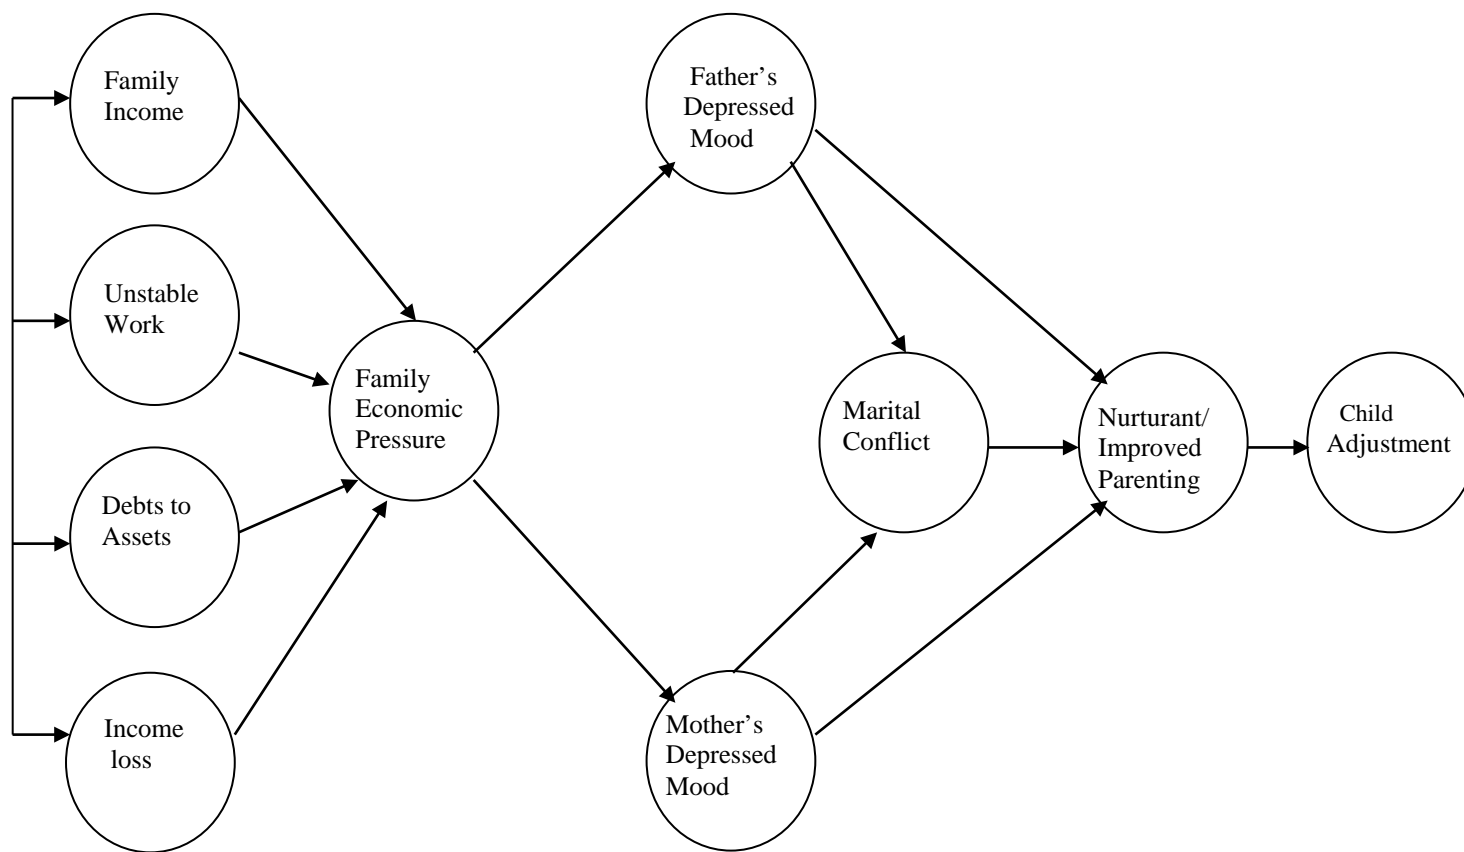 Family
Income
Unstable
Work
Debts to
Assets
Income
loss
Family
Economic
Pressure
Father’s
Depressed
Mood
Mother’s
Depressed
Mood
Marital
Conflict
Nurturant/
Improved
Parenting
Child
Adjustment